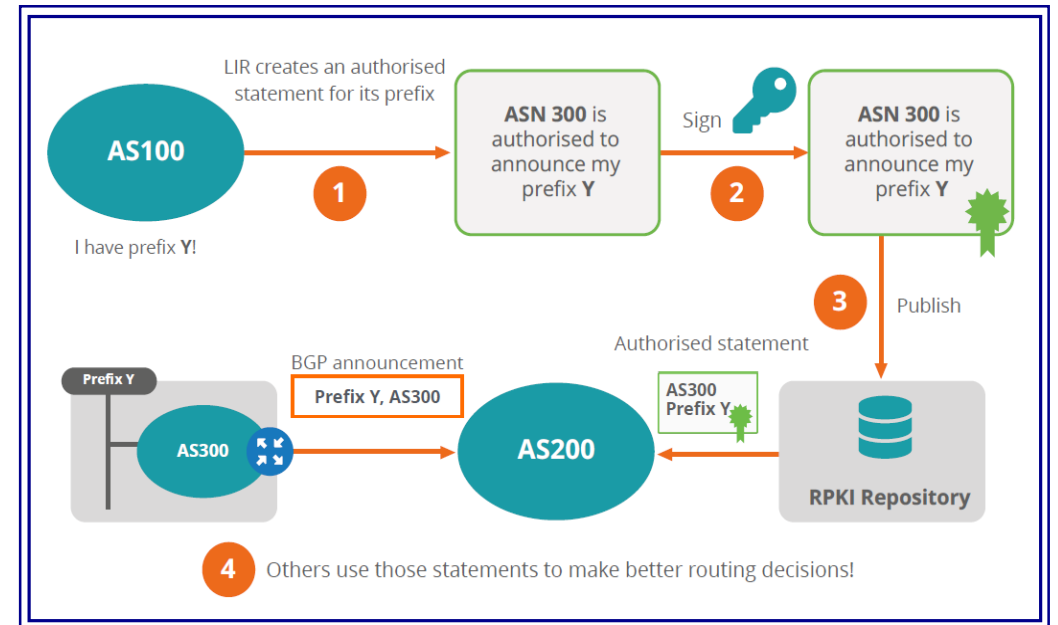 LIR creates an authorised
statement for its prefix
AS100
I have prefix Y!
1
ASN 300 is
authorised to
announce my
prefix Y
Sign
2
ASN 300 is
authorised to
announce my
prefix Y
3
Publish
BGP announcement
Prefix Y, AS300
Prefix Y
AS300
AS200
Authorised statement
AS300
Prefix Y
RPKI Repository
4
Others use those statements to make better routing decisions!